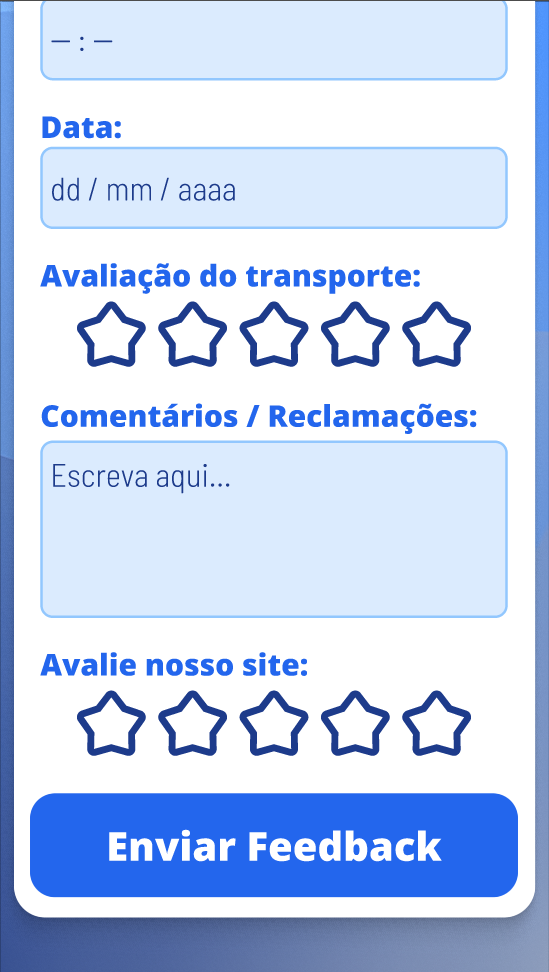 — : —
Data:
dd / mm / aaaa
Avaliação do transporte:
Comentários / Reclamações:
Escreva aqui...
Avalie nosso site:
Enviar Feedback